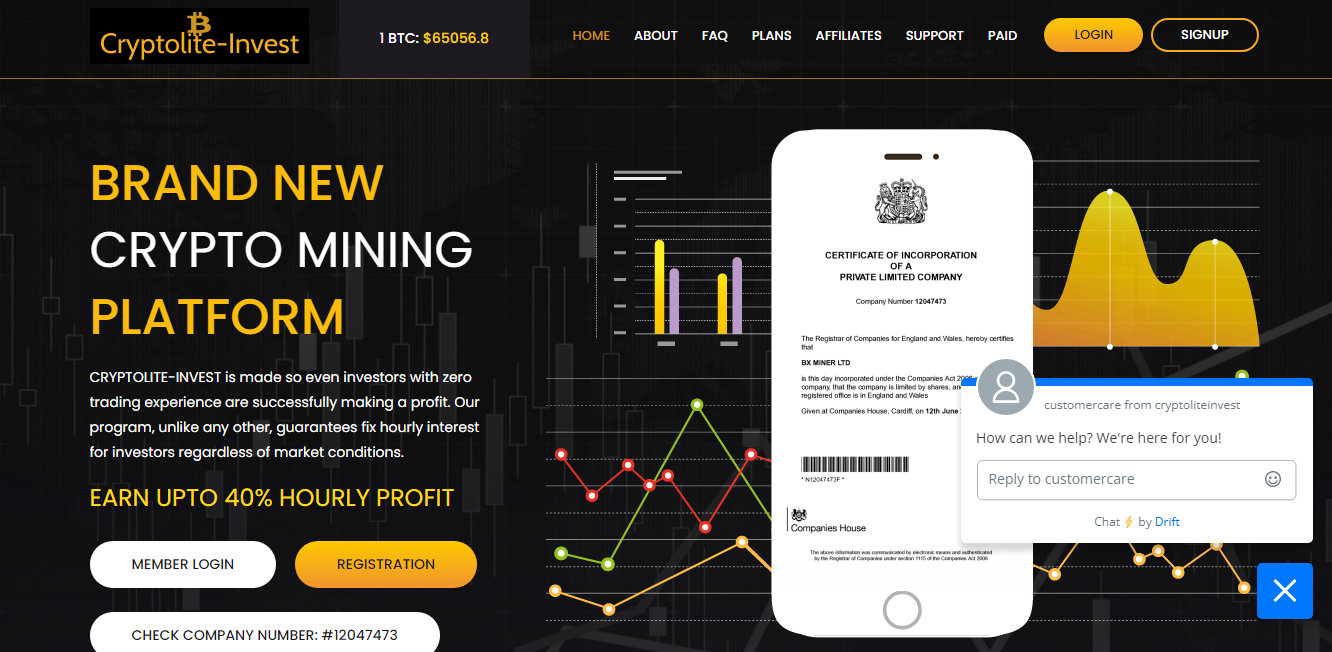 Cryptolite-Invest
1 BTC: $65056.8
HOME
ABOUT
FAQ
PLANS
AFFILIATES
SUPPORT
PAID
LOGIN
SIGNUP
BRAND NEW
CRYPTO MINING
PLATFORM
CRYPTOLITE-INVEST is made so even investors with zero
trading experience are successfully making a profit. Our
program, unlike any other, guarantees fix hourly interest
for investors regardless of market conditions.
EARN UPTO 40% HOURLY PROFIT
MEMBER LOGIN
REGISTRATION
CHECK COMPANY NUMBER: #12047473
CERTIFICATE OF INCORPORATION
OF A
PRIVATE LIMITED COMPANY
Company Number 12047473
The Registrar of Companies for England and Wales, hereby certifies
that
BX MINER LTD
is this day incorporated under the Companies Act
company, that the company is limited by shares,
registered office is in England and Wales
Given at Companies House, Cardiff, on 12th June
* N12047473F *
Companies House
The above information was communicated by electronic means and authenticated
by the Registrar of Companies under section 1115 of the Companies Act 2006
customercare from cryptoliteinvest
How can we help? We're here for you!
Reply to customercare
Chat ⚡ by Drift